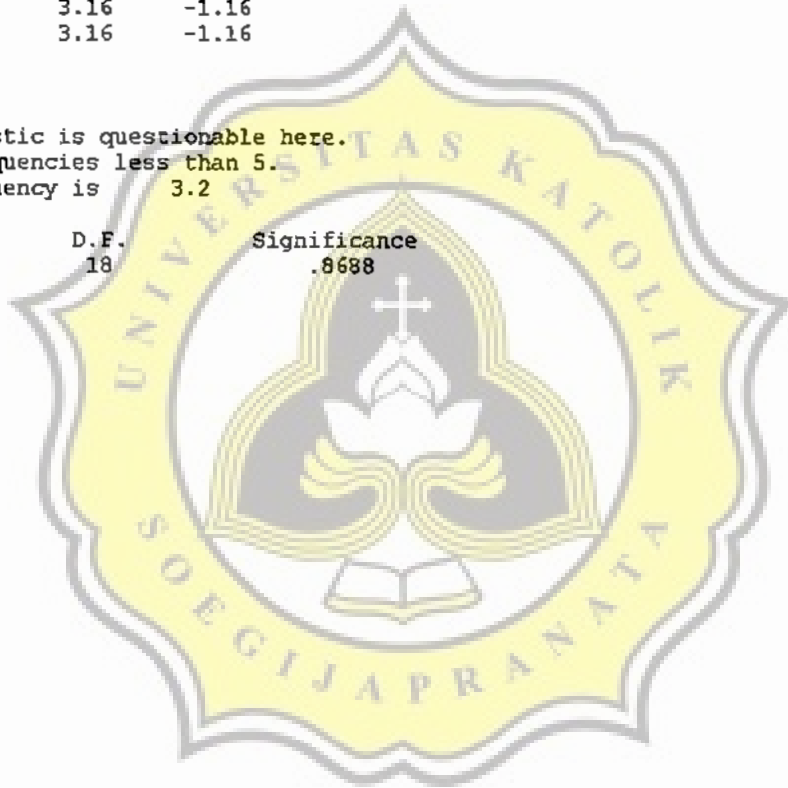 3.16 -1.16
3.16 -1.16
stic is questionable here.
quencies less than 5.
ency is 3.2
D.F. Significance
18 .8688
UNIVERSITAS KATOLIK
SOEGIJAPRANATA